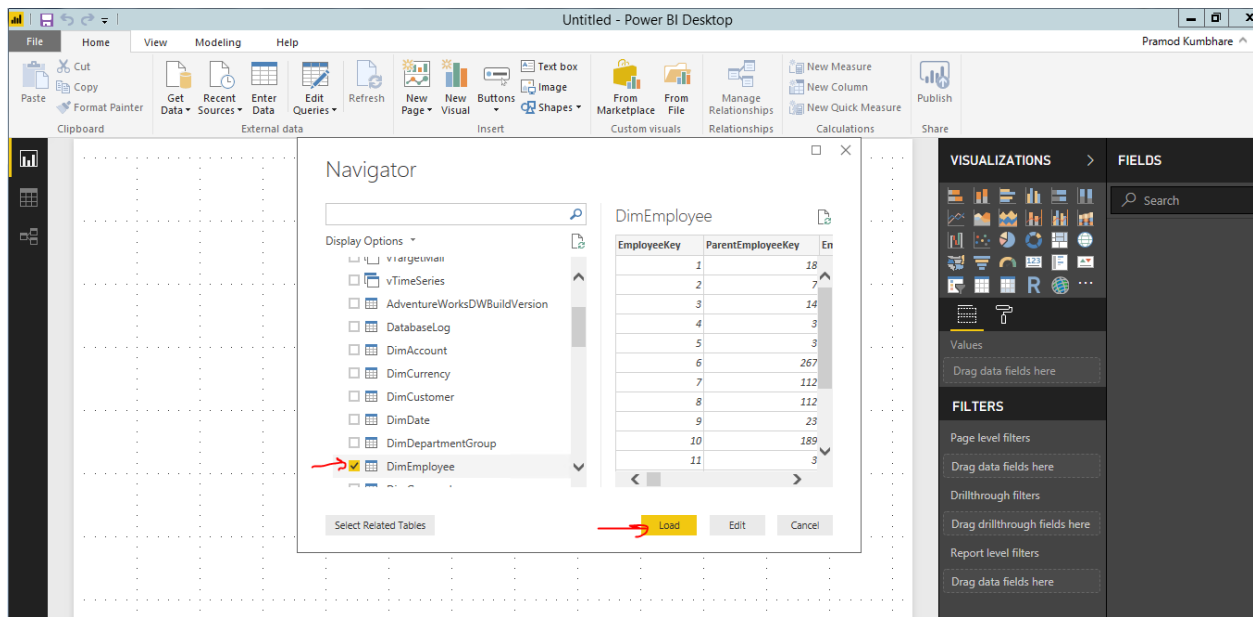 Untitled - Power BI Desktop
File Home View Modeling Help Pramod Kumbhare
Paste
Cut
Copy
Format Painter
Clipboard
Get Data
Recent Sources
Enter Data
Edit Queries
Refresh
External data
New Page
New Visual
Buttons
Text box
Image
Shapes
Insert
From Marketplace
From File
Custom visuals
Manage Relationships
Relationships
New Measure
New Column
New Quick Measure
Calculations
Publish
Share
Navigator
Display Options
vTargetMail
vTimeSeries
AdventureWorksDWBuildVersion
DatabaseLog
DimAccount
DimCurrency
DimCustomer
DimDate
DimDepartmentGroup
DimEmployee
Select Related Tables
DimEmployee
EmployeeKey ParentEmployeeKey Em
1 18
2 7
3 14
4 3
5 3
6 267
7 112
8 112
9 23
10 189
11 3
Load Edit Cancel
VISUALIZATIONS
123
R
Values
Drag data fields here
FILTERS
Page level filters
Drag data fields here
Drillthrough filters
Drag drillthrough fields here
Report level filters
Drag data fields here
FIELDS
Search